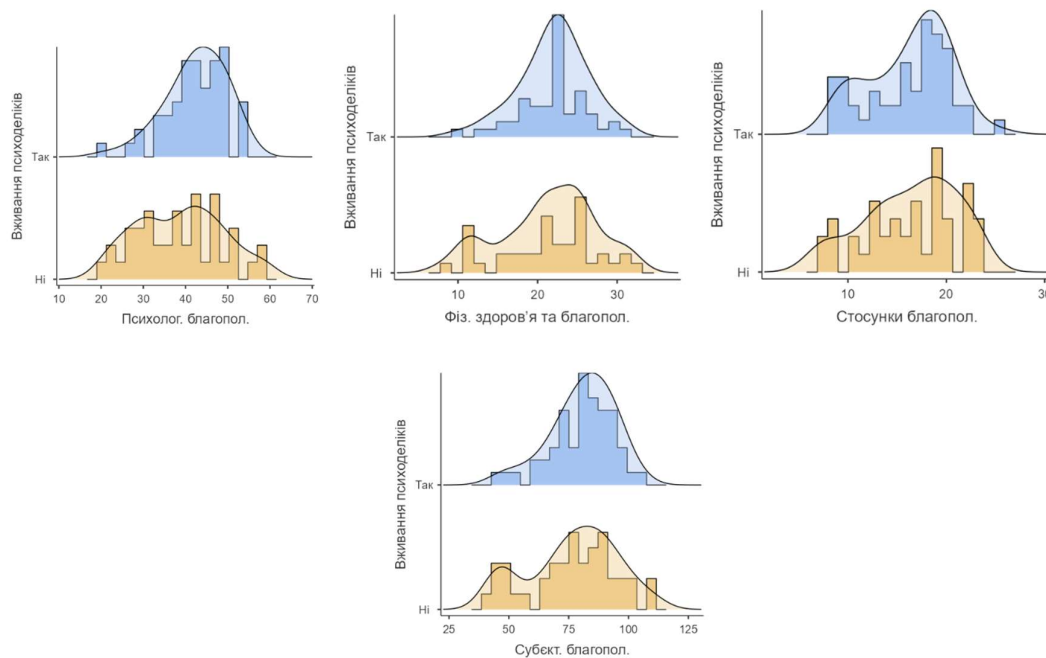 Вживання психоделіків
Так
Ні
10 20 30 40 50 60 70
Психолог. благопол.
Вживання психоделіків
Так
Ні
10 20 30
Фіз. здоров'я та благопол.
Вживання психоделіків
Так
Ні
10 20 30
Стосунки благопол.
Вживання психоделіків
Так
Ні
25 50 75 100 125
Субєкт. благопол.